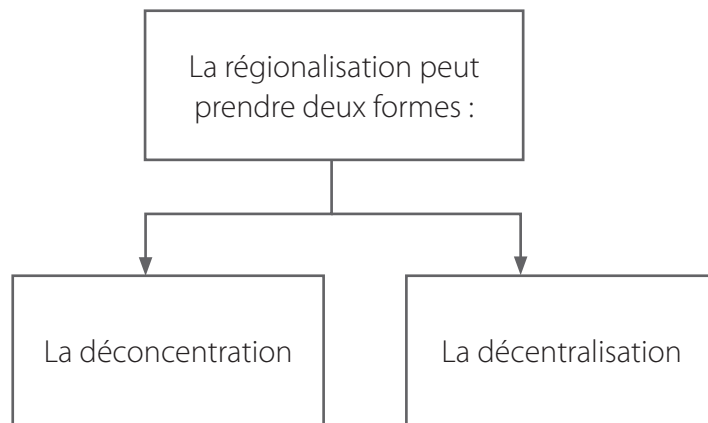 La régionalisation peut
prendre deux formes :
La déconcentration
La décentralisation